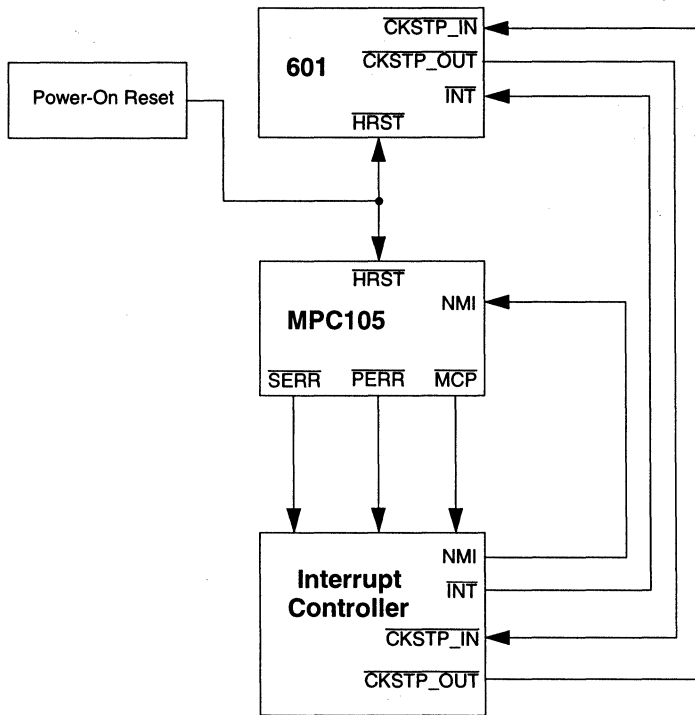 CKSTP_IN
601
CKSTP_OUT
Power-On Reset
INT
HRST
HRST
NMI
MPC105
SERR PERR MCP
NMI
Interrupt
Controller
INT
CKSTP_IN
CKSTP_OUT